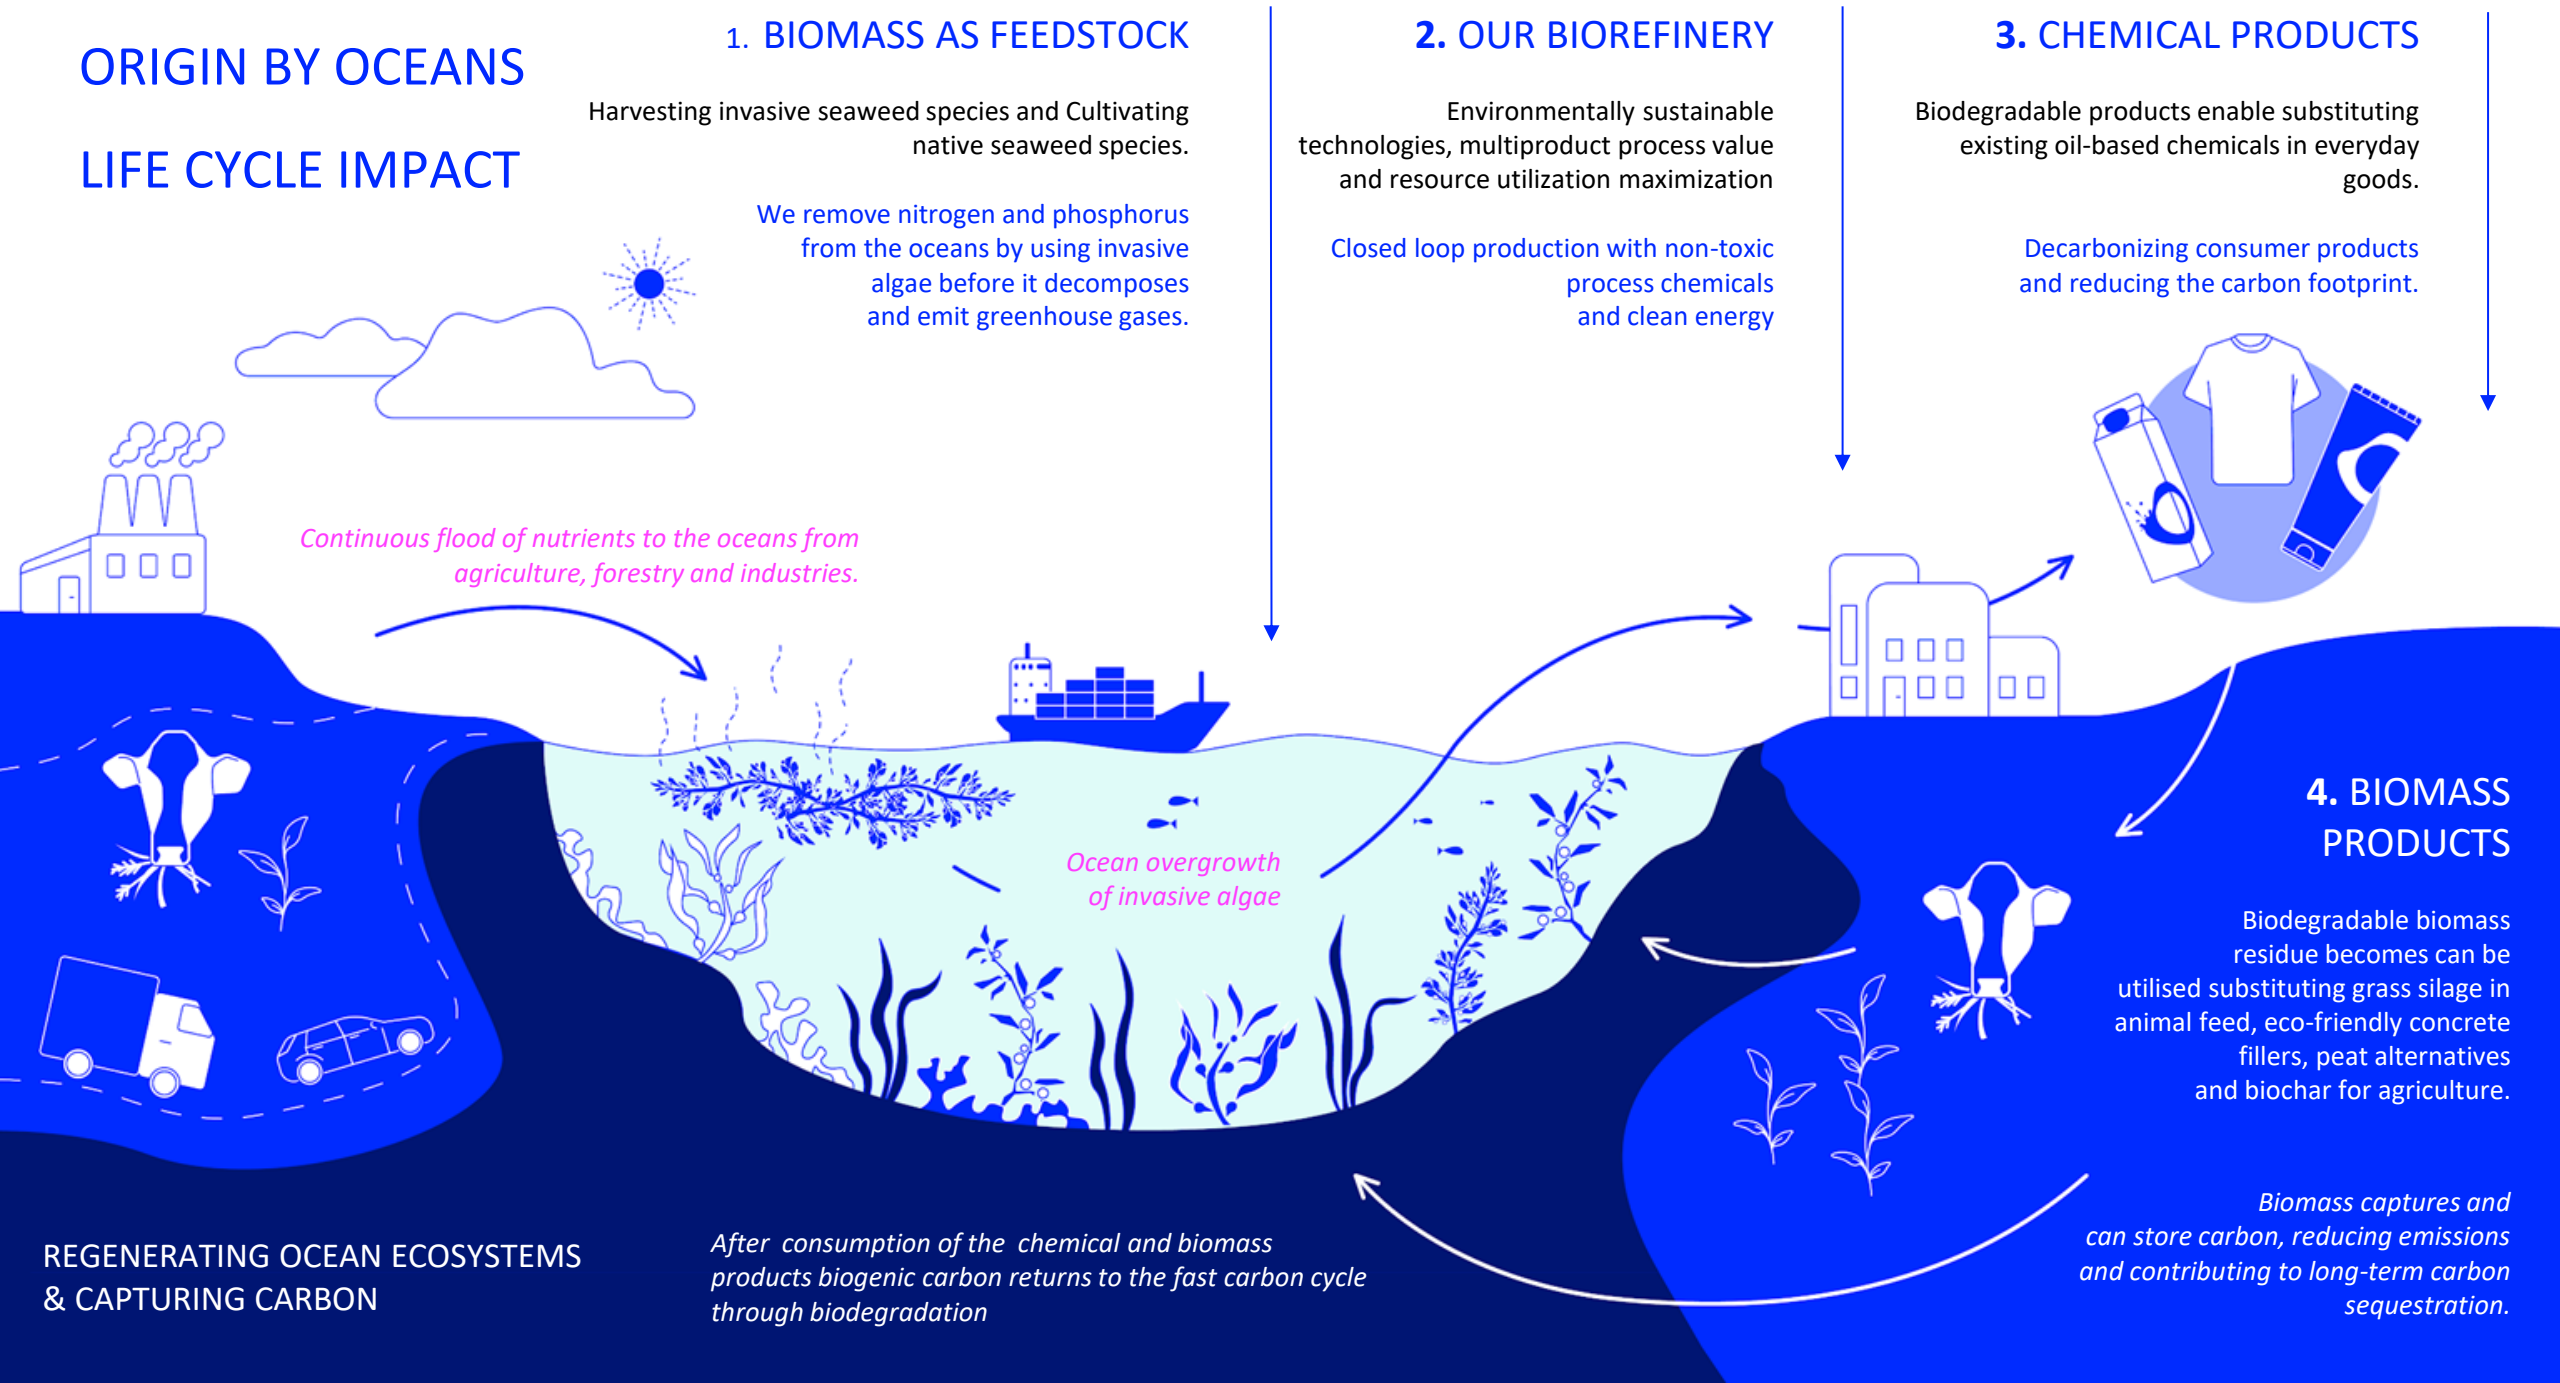 ORIGIN BY OCEANS
LIFE CYCLE IMPACT
1. BIOMASS AS FEEDSTOCK
Harvesting invasive seaweed species and Cultivating
native seaweed species.
We remove nitrogen and phosphorus
from the oceans by using invasive
algae before it decomposes
and emit greenhouse gases.
2. OUR BIOREFINERY
Environmentally sustainable
technologies, multiproduct process value
and resource utilization maximization
Closed loop production with non-toxic
process chemicals
and clean energy
3. CHEMICAL PRODUCTS
Biodegradable products enable substituting
existing oil-based chemicals in everyday
goods.
Decarbonizing consumer products
and reducing the carbon footprint.
Continuous flood of nutrients to the oceans from
agriculture, forestry and industries.
Ocean overgrowth
of invasive algae
4. BIOMASS
PRODUCTS
Biodegradable biomass
residue becomes can be
utilised substituting grass silage in
animal feed, eco-friendly concrete
fillers, peat alternatives
and biochar for agriculture.
Biomass captures and
can store carbon, reducing emissions
and contributing to long-term carbon
sequestration.
REGENERATING OCEAN ECOSYSTEMS
& CAPTURING CARBON
After consumption of the chemical and biomass
products biogenic carbon returns to the fast carbon cycle
through biodegradation